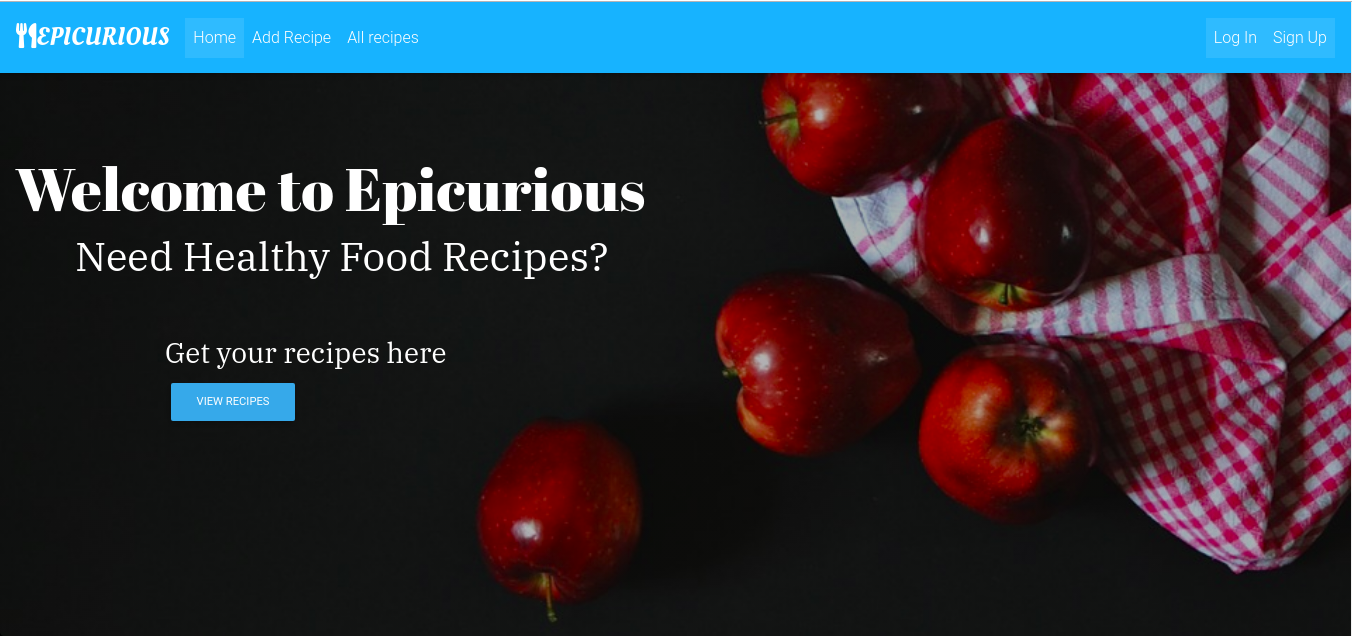 EPICURIOUS Home Add Recipe All recipes Log In Sign Up
Welcome to Epicurious
Need Healthy Food Recipes?
Get your recipes here
VIEW RECIPES